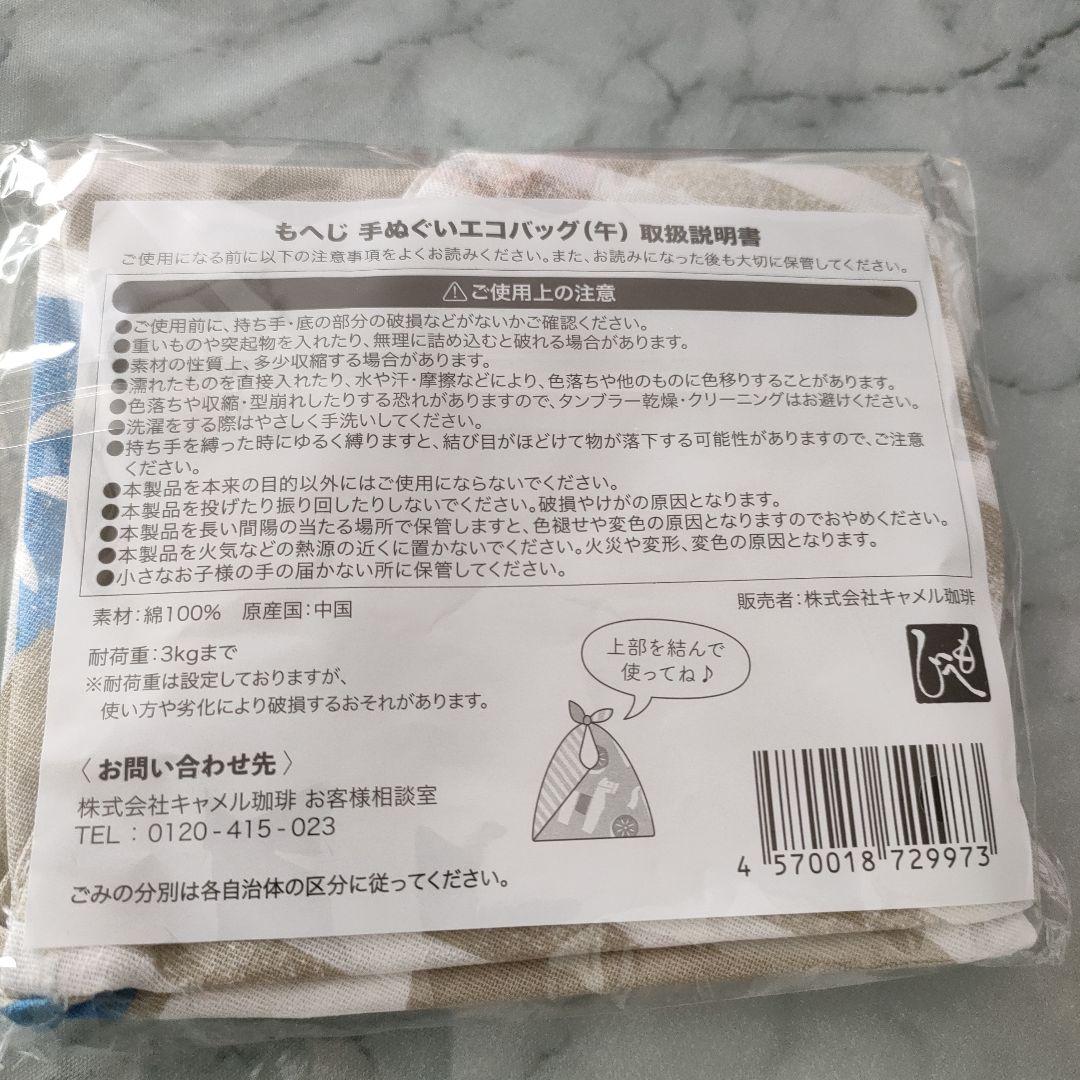 もへじ 手ぬぐいエコバッグ(午) 取扱説明書
ご使用になる前に以下の注意事項をよくお読みください。また、お読みになった後も大切に保管してください。
⚠ご使用上の注意
●ご使用前に、持ち手・底の部分の破損などがないかご確認ください。
●重いものや突起物を入れたり、無理に詰め込むと破れる場合があります。
●素材の性質上、多少収縮する場合があります。
●濡れたものを直接入れたり、水や汗・摩擦などにより、色落ちや他のものに色移りすることがあります。
●色落ちや収縮・型崩れしたりする恐れがありますので、タンブラー乾燥・クリーニングはお避けください。
●洗濯をする際はやさしく手洗いしてください。
●持ち手を縛った時にゆるく縛りますと、結び目がほどけて物が落下する可能性がありますので、ご注意
ください。
●本製品を本来の目的以外にはご使用にならないでください。
●本製品を投げたり振り回したりしないでください。破損やけがの原因となります。
●本製品を長い間陽の当たる場所で保管しますと、色褪せや変色の原因となりますのでおやめください。
●本製品を火気などの熱源の近くに置かないでください。火災や変形、変色の原因となります。
●小さなお子様の手の届かない所に保管してください。
素材:綿100% 原産国:中国
販売者:株式会社キャメル珈琲
耐荷重:3kgまで
※耐荷重は設定しておりますが、
使い方や劣化により破損するおそれがあります。
上部を結んで
使ってね♪
もへじ
〈お問い合わせ先〉
株式会社キャメル珈琲 お客様相談室
TEL : 0120-415-023
ごみの分別は各自治体の区分に従ってください。
4 570018 729973